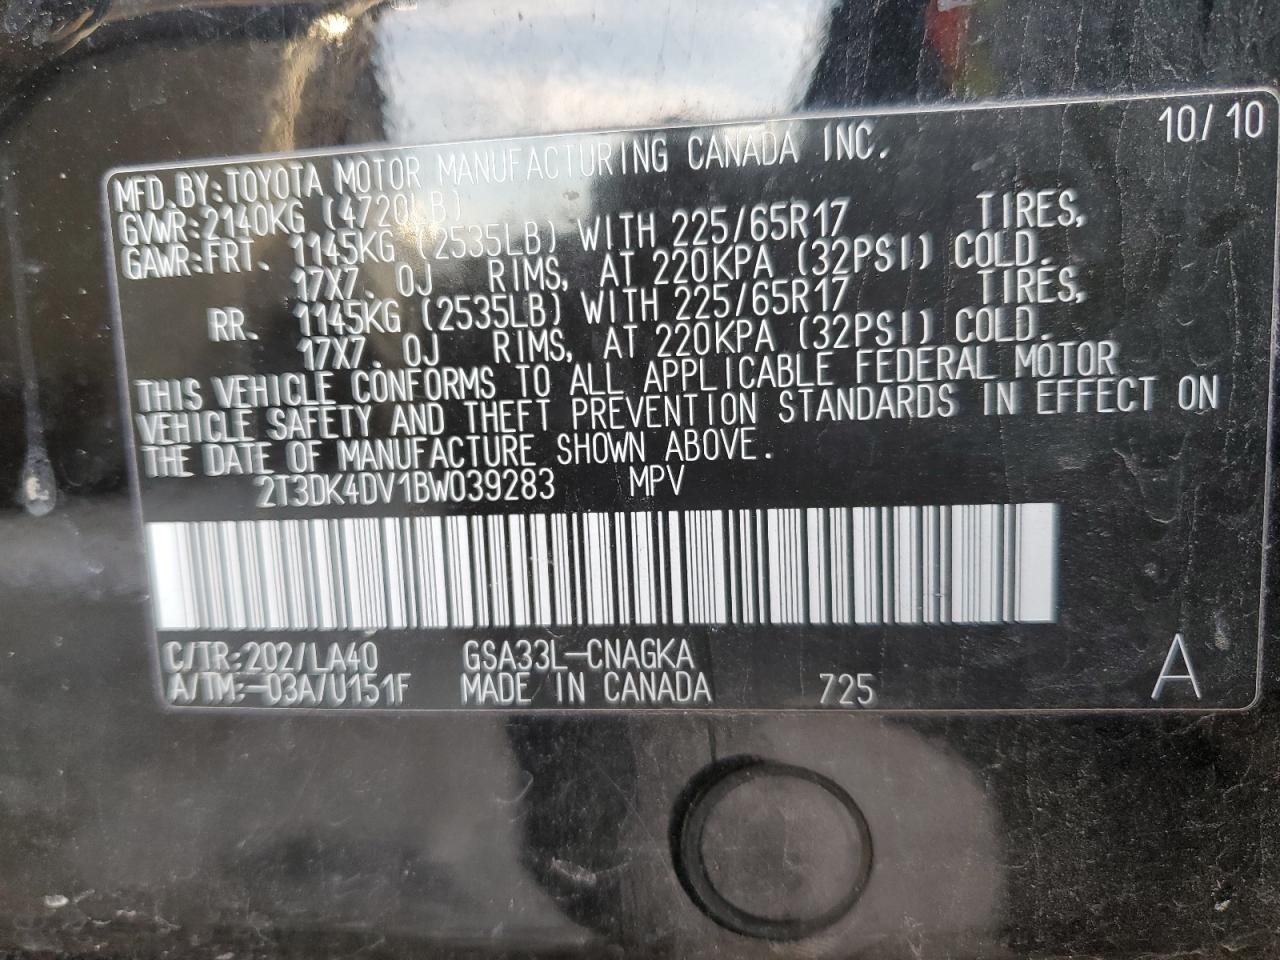 10/10
MFD.BY:TOYOTA MOTOR MANUFACTURING CANADA INC.
GVWR:2140KG (4720LB)
GAWR:FRT. 1145KG (2535LB) WITH 225/65R17 TIRES,
17X7. 0J RIMS, AT 220KPA (32PSI) COLD.
RR. 1145KG (2535LB) WITH 225/65R17 TIRES,
17X7. 0J RIMS, AT 220KPA (32PSI) COLD.
THIS VEHICLE CONFORMS TO ALL APPLICABLE FEDERAL MOTOR
VEHICLE SAFETY AND THEFT PREVENTION STANDARDS IN EFFECT ON
THE DATE OF MANUFACTURE SHOWN ABOVE.
2T3DK4DV1BW039283 MPV
C/TR:202/LA40 GSA33L-CNAGKA
A/TM:-03A/U151F MADE IN CANADA 725 A